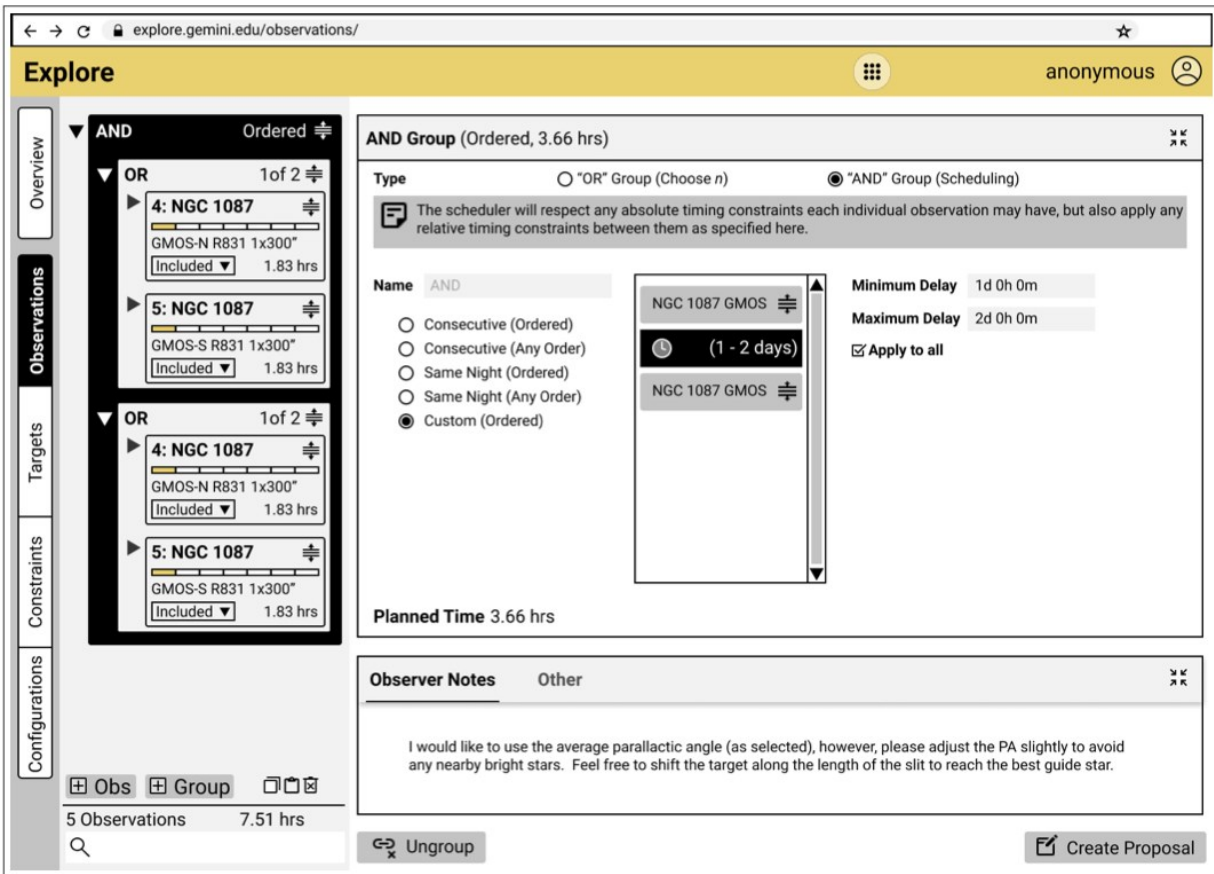 explore.gemini.edu/observations/
Explore
anonymous
Overview
Observations
Targets
Constraints
Configurations
AND Ordered
OR 1of 2
4: NGC 1087
GMOS-N R831 1x300”
Included ▼ 1.83 hrs
5: NGC 1087
GMOS-S R831 1x300”
Included ▼ 1.83 hrs
OR 1of 2
4: NGC 1087
GMOS-N R831 1x300”
Included ▼ 1.83 hrs
5: NGC 1087
GMOS-S R831 1x300”
Included ▼ 1.83 hrs
Obs Group
5 Observations 7.51 hrs
AND Group (Ordered, 3.66 hrs)
Type "OR" Group (Choose n) "AND" Group (Scheduling)
The scheduler will respect any absolute timing constraints each individual observation may have, but also apply any
relative timing constraints between them as specified here.
Name AND
Consecutive (Ordered)
Consecutive (Any Order)
Same Night (Ordered)
Same Night (Any Order)
Custom (Ordered)
NGC 1087 GMOS
(1 - 2 days)
NGC 1087 GMOS
Minimum Delay 1d 0h 0m
Maximum Delay 2d 0h 0m
Apply to all
Planned Time 3.66 hrs
Observer Notes Other
I would like to use the average parallactic angle (as selected), however, please adjust the PA slightly to avoid
any nearby bright stars. Feel free to shift the target along the length of the slit to reach the best guide star.
Ungroup
Create Proposal